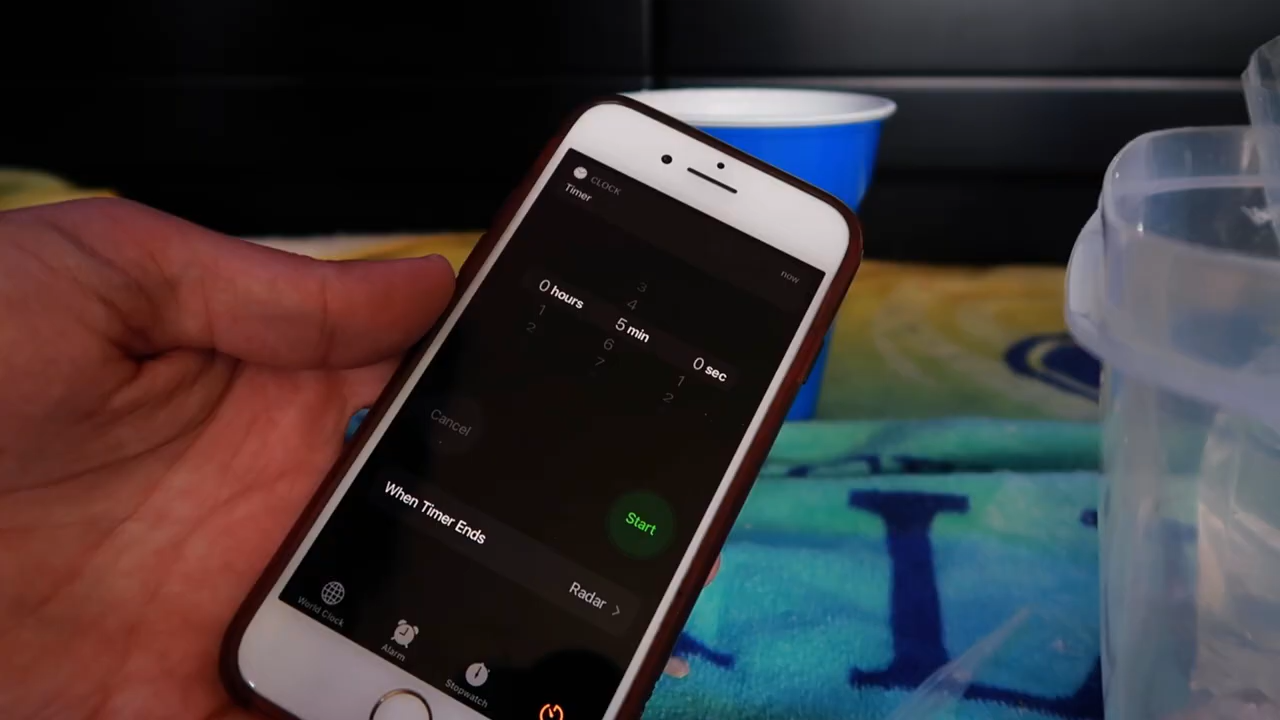 CLOCK
Timer
now
3
4
0 hours 5 min 0 sec
1 6 1
2 7 2
Cancel
Start
When Timer Ends
Radar >
World Clock
Alarm
Stopwatch
I